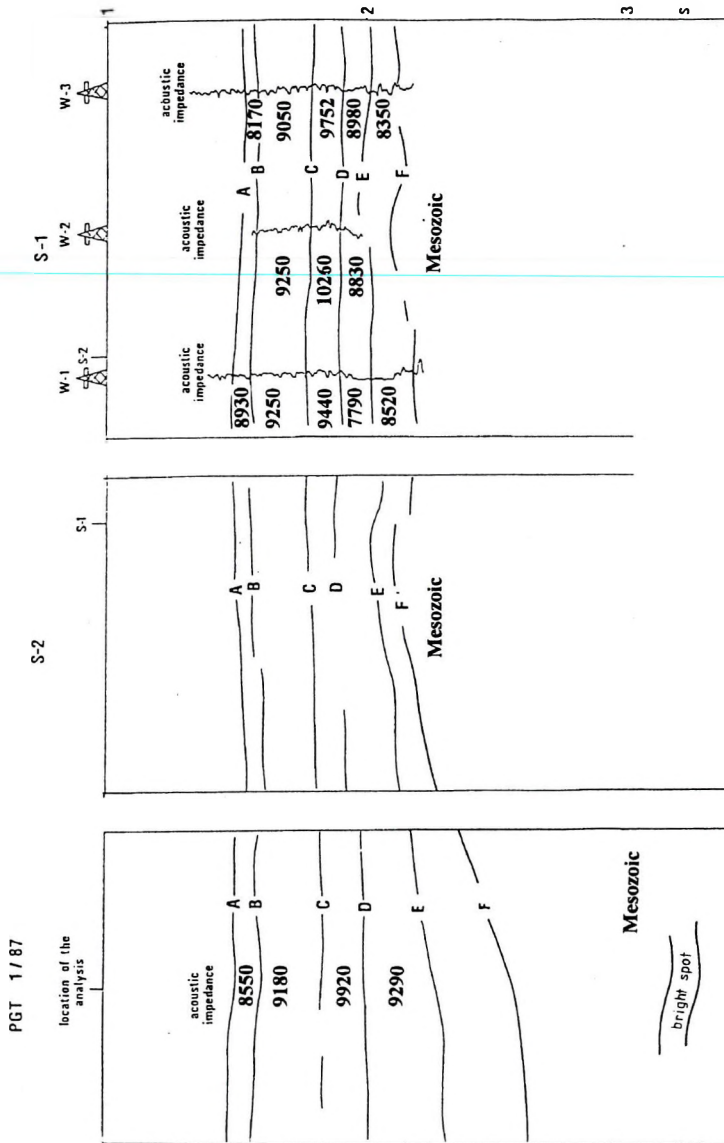 PGT 1/87
location of the
analysis
acoustic
impedance
8550
9180
9920
9290
A
B
C
D
E
F
Mesozoic
bright spot
S-2
S-1
A
B
C
D
E
F
Mesozoic
S-1
W-1
S-2
W-2
W-3
acoustic
impedance
acoustic
impedance
acoustic
impedance
8930
9250
9440
7790
8520
9250
10260
8830
8170
9050
9752
8980
8350
A
B
C
D
E
F
Mesozoic
1
2
3
s